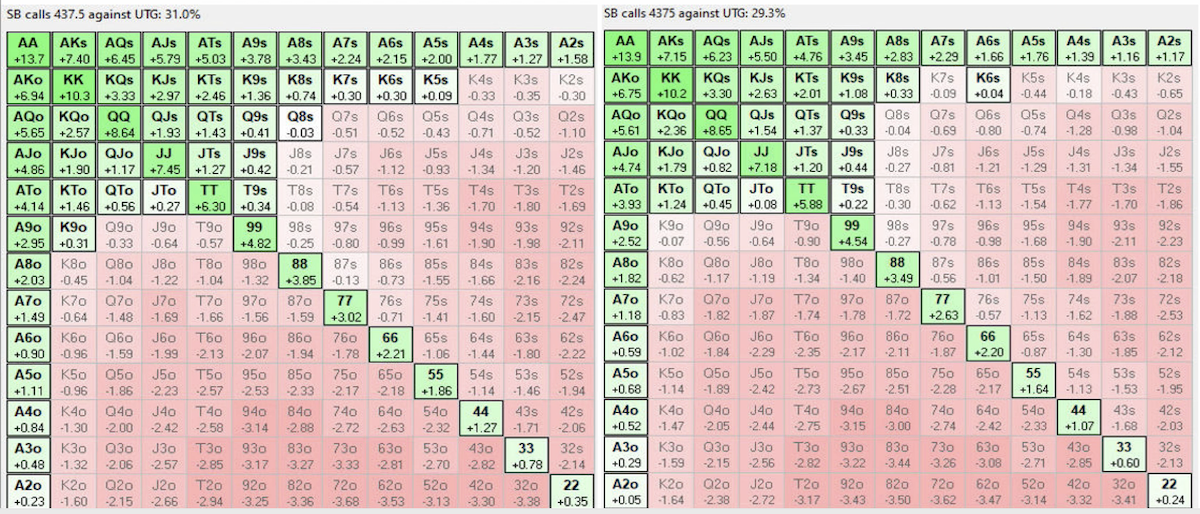 SB calls 437.5 against UTG: 31.0%
AA AKs AQs AJs ATs A9s A8s A7s A6s A5s A4s A3s A2s
+13.7 +7.40 +6.45 +5.79 +5.03 +3.78 +3.43 +2.24 +2.15 +2.00 +1.77 +1.27 +1.58
AKo KK KQs KJs KTs K9s K8s K7s K6s K5s K4s K3s K2s
+6.94 +10.3 +3.33 +2.97 +2.46 +1.36 +0.74 +0.30 +0.30 +0.09 -0.33 -0.35 -0.30
AQo KQo QQ QJs QTs Q9s Q8s Q7s Q6s Q5s Q4s Q3s Q2s
+5.65 +2.57 +8.64 +1.93 +1.43 +0.41 -0.03 -0.51 -0.52 -0.43 -0.71 -0.52 -1.10
AJo KJo QJo JJ JTs J9s J8s J7s J6s J5s J4s J3s J2s
+4.86 +1.90 +1.17 +7.45 +1.27 +0.42 -0.21 -0.57 -1.12 -0.93 -1.34 -1.20 -1.46
ATo KTo QTo JTo TT T9s T8s T7s T6s T5s T4s T3s T2s
+4.14 +1.46 +0.56 +0.27 +6.30 +0.34 -0.08 -0.54 -1.13 -1.36 -1.70 -1.80 -1.69
A9o K9o Q9o J9o T9o 99 98s 97s 96s 95s 94s 93s 92s
+2.95 +0.31 -0.33 -0.64 -0.57 +4.82 -0.25 -0.80 -0.99 -1.61 -1.90 -1.98 -2.11
A8o K8o Q8o J8o T8o 98o 88 87s 86s 85s 84s 83s 82s
+2.03 -0.45 -1.04 -1.22 -1.04 -1.32 +3.85 -0.13 -0.73 -1.55 -1.66 -2.16 -2.24
A7o K7o Q7o J7o T7o 97o 87o 77 76s 75s 74s 73s 72s
+1.49 -0.64 -1.48 -1.69 -1.66 -1.56 -1.59 +3.02 -0.71 -1.41 -1.60 -2.15 -2.47
A6o K6o Q6o J6o T6o 96o 86o 76o 66 65s 64s 63s 62s
+0.90 -0.96 -1.59 -1.99 -2.13 -2.07 -1.94 -1.78 +2.21 -1.06 -1.44 -1.80 -2.22
A5o K5o Q5o J5o T5o 95o 85o 75o 65o 55 54s 53s 52s
+1.11 -0.96 -1.86 -2.23 -2.57 -2.53 -2.33 -2.17 -2.18 +1.86 -1.14 -1.46 -1.94
A4o K4o Q4o J4o T4o 94o 84o 74o 64o 54o 44 43s 42s
+0.84 -1.30 -2.00 -2.42 -2.58 -3.14 -2.88 -2.72 -2.63 -2.32 +1.27 -1.71 -2.06
A3o K3o Q3o J3o T3o 93o 83o 73o 63o 53o 43o 33 32s
+0.48 -1.32 -2.06 -2.57 -2.85 -3.17 -3.27 -3.33 -2.81 -2.70 -2.82 +0.78 -2.14
A2o K2o Q2o J2o T2o 92o 82o 72o 62o 52o 42o 32o 22
+0.23 -1.60 -2.15 -2.66 -2.94 -3.25 -3.36 -3.68 -3.53 -3.13 -3.30 -3.38 +0.35
SB calls 4375 against UTG: 29.3%
AA AKs AQs AJs ATs A9s A8s A7s A6s A5s A4s A3s A2s
+13.9 +7.15 +6.23 +5.50 +4.76 +3.45 +2.83 +2.29 +1.66 +1.76 +1.39 +1.16 +1.17
AKo KK KQs KJs KTs K9s K8s K7s K6s K5s K4s K3s K2s
+6.75 +10.2 +3.30 +2.63 +2.01 +1.08 +0.33 -0.09 +0.04 -0.44 -0.18 -0.43 -0.65
AQo KQo QQ QJs QTs Q9s Q8s Q7s Q6s Q5s Q4s Q3s Q2s
+5.61 +2.36 +8.65 +1.54 +1.37 +0.33 -0.04 -0.69 -0.80 -0.74 -1.28 -0.98 -1.04
AJo KJo QJo JJ JTs J9s J8s J7s J6s J5s J4s J3s J2s
+4.74 +1.79 +0.82 +7.18 +1.20 +0.44 -0.27 -0.81 -1.21 -1.29 -1.31 -1.34 -1.55
ATo KTo QTo JTo TT T9s T8s T7s T6s T5s T4s T3s T2s
+3.93 +1.24 +0.45 +0.08 +5.88 +0.22 -0.30 -0.62 -1.13 -1.54 -1.77 -1.70 -1.86
A9o K9o Q9o J9o T9o 99 98s 97s 96s 95s 94s 93s 92s
+2.52 -0.07 -0.56 -0.64 -0.90 +4.54 -0.27 -0.78 -0.98 -1.68 -1.90 -2.11 -2.23
A8o K8o Q8o J8o T8o 98o 88 87s 86s 85s 84s 83s 82s
+1.82 -0.62 -1.17 -1.19 -1.34 -1.40 +3.49 -0.56 -1.01 -1.50 -1.89 -2.07 -2.18
A7o K7o Q7o J7o T7o 97o 87o 77 76s 75s 74s 73s 72s
+1.18 -0.83 -1.82 -1.87 -1.74 -1.78 -1.72 +2.63 -0.57 -1.13 -1.62 -1.88 -2.53
A6o K6o Q6o J6o T6o 96o 86o 76o 66 65s 64s 63s 62s
+0.59 -1.02 -1.84 -2.29 -2.35 -2.17 -2.11 -1.87 +2.20 -0.87 -1.30 -1.85 -2.12
A5o K5o Q5o J5o T5o 95o 85o 75o 65o 55 54s 53s 52s
+0.68 -1.14 -1.89 -2.42 -2.73 -2.67 -2.51 -2.28 -2.17 +1.64 -1.13 -1.53 -1.95
A4o K4o Q4o J4o T4o 94o 84o 74o 64o 54o 44 43s 42s
+0.52 -1.47 -2.05 -2.44 -2.75 -3.15 -3.00 -2.74 -2.42 -2.33 +1.07 -1.68 -2.03
A3o K3o Q3o J3o T3o 93o 83o 73o 63o 53o 43o 33 32s
+0.29 -1.59 -2.15 -2.56 -2.82 -3.22 -3.44 -3.26 -3.08 -2.71 -2.85 +0.60 -2.13
A2o K2o Q2o J2o T2o 92o 82o 72o 62o 52o 42o 32o 22
+0.05 -1.64 -2.38 -2.72 -3.17 -3.43 -3.50 -3.62 -3.47 -3.14 -3.32 -3.41 +0.24